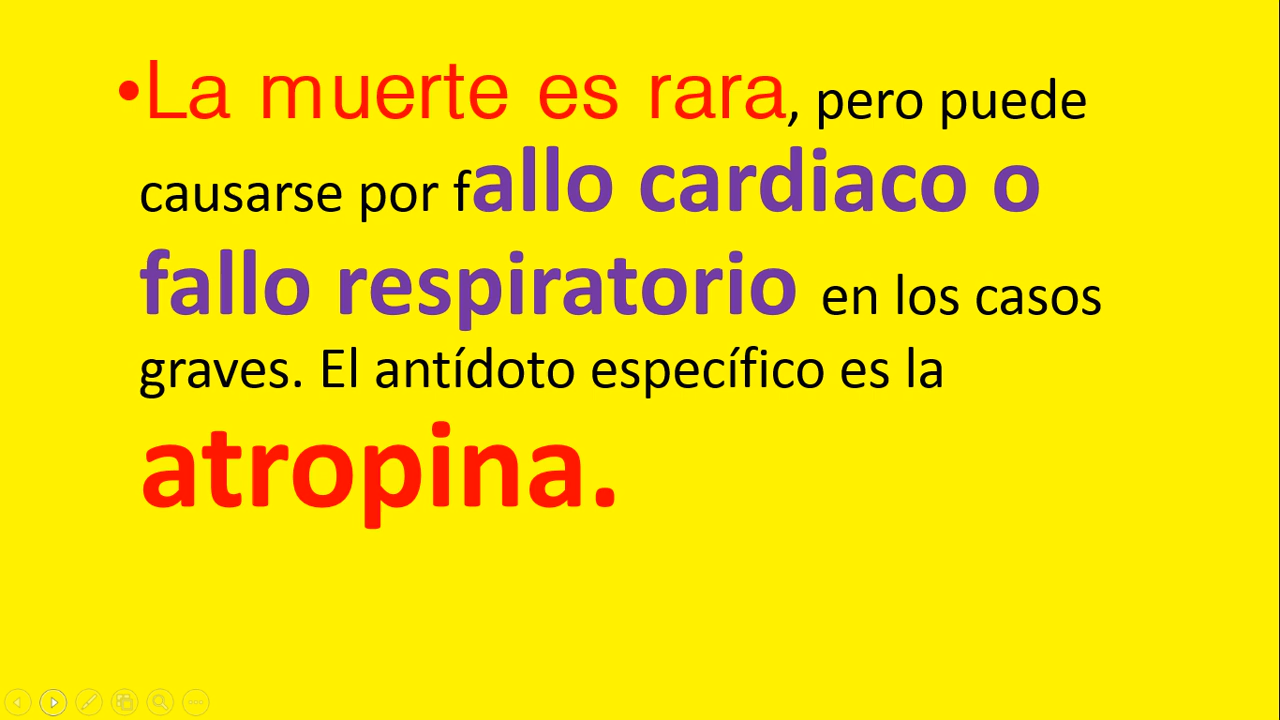 •La muerte es rara, pero puede
causarse por fallo cardiaco o
fallo respiratorio en los casos
graves. El antídoto específico es la
atropina.